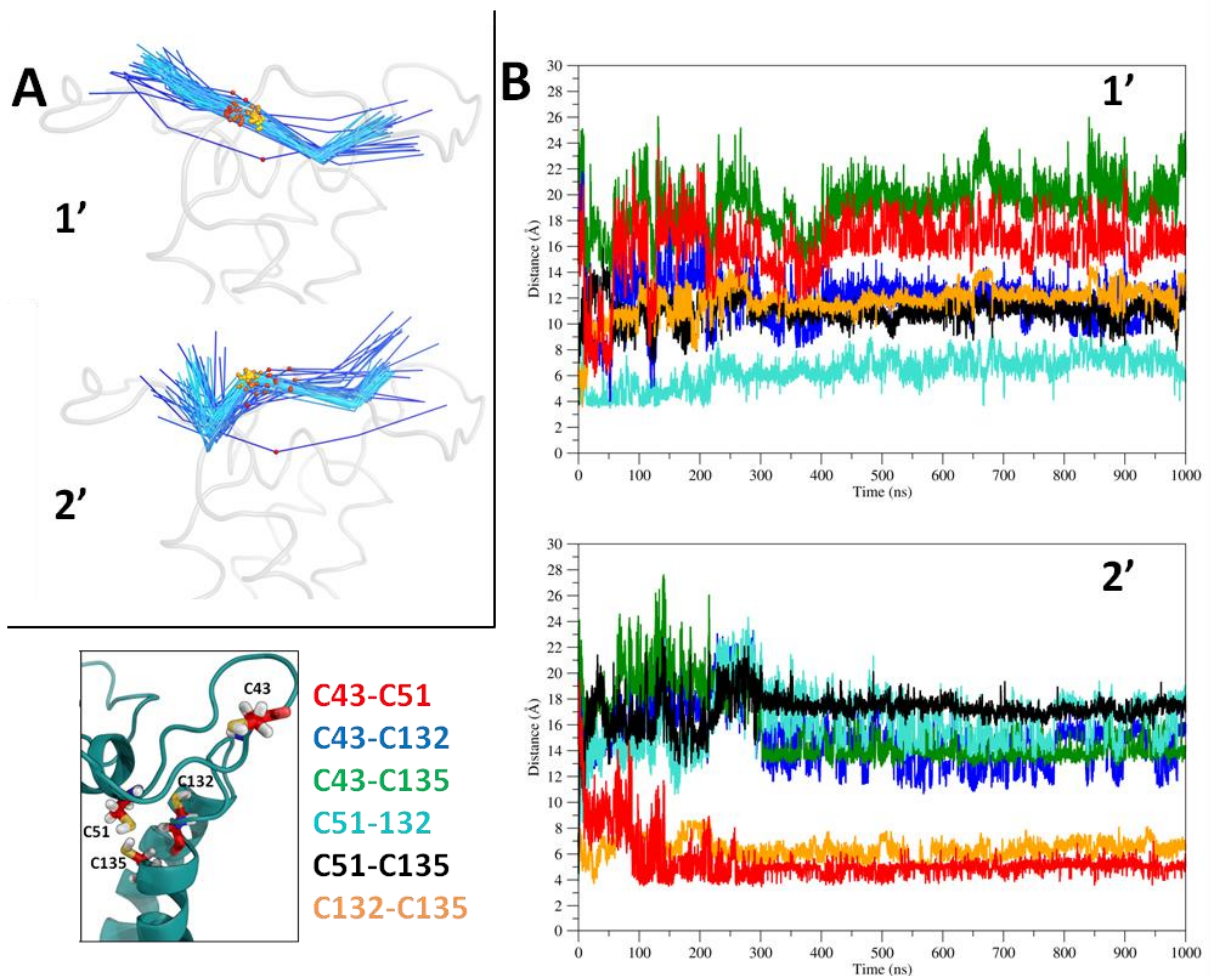 A
1’
2’
C43
C132
C51
C135
C43-C51
C43-C132
C43-C135
C51-132
C51-C135
C132-C135
B
1’
30
28
26
24
22
20
18
16
14
12
10
8
6
4
2
0
Distance (Å)
0 100 200 300 400 500 600 700 800 900 1000
Time (ns)
2’
30
28
26
24
22
20
18
16
14
12
10
8
6
4
2
0
Distance (Å)
0 100 200 300 400 500 600 700 800 900 1000
Time (ns)